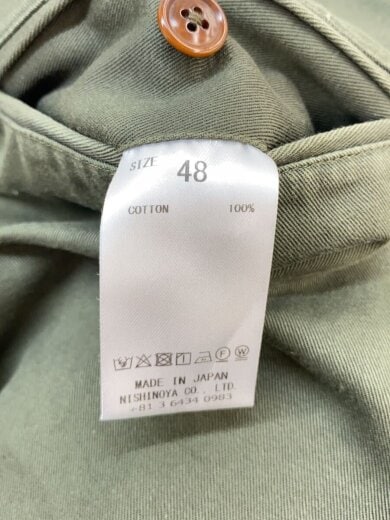 SIZE 48
COTTON 100%
MADE IN JAPAN
NISHINOYA CO., LTD.
+81 3 6434 0983